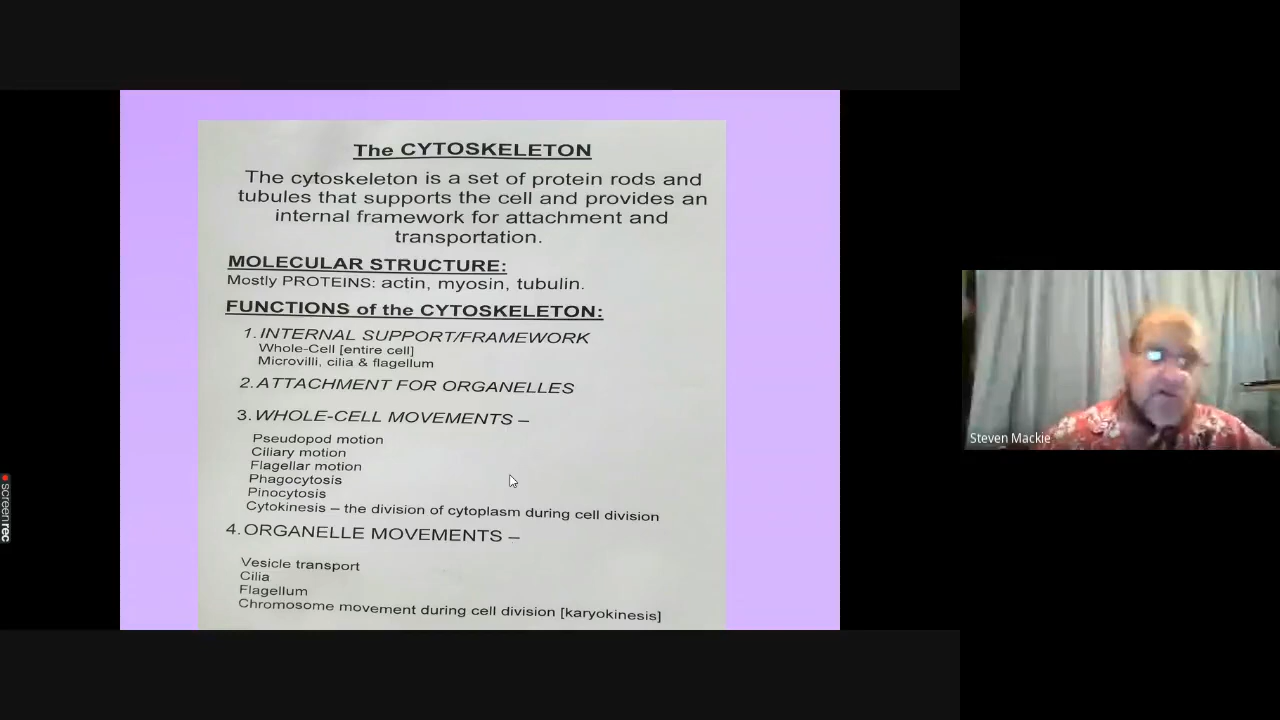 The CYTOSKELETON
The cytoskeleton is a set of protein rods and
tubules that supports the cell and provides an
internal framework for attachment and
transportation.
MOLECULAR STRUCTURE:
Mostly PROTEINS: actin, myosin, tubulin.
FUNCTIONS of the CYTOSKELETON:
1. INTERNAL SUPPORT/FRAMEWORK
Whole-Cell [entire cell]
Microvilli, cilia & flagellum
2. ATTACHMENT FOR ORGANELLES
3. WHOLE-CELL MOVEMENTS –
Pseudopod motion
Ciliary motion
Flagellar motion
Phagocytosis
Pinocytosis
Cytokinesis – the division of cytoplasm during cell division
4. ORGANELLE MOVEMENTS –
Vesicle transport
Cilia
Flagellum
Chromosome movement during cell division [karyokinesis]
Steven Mackie
screenrec